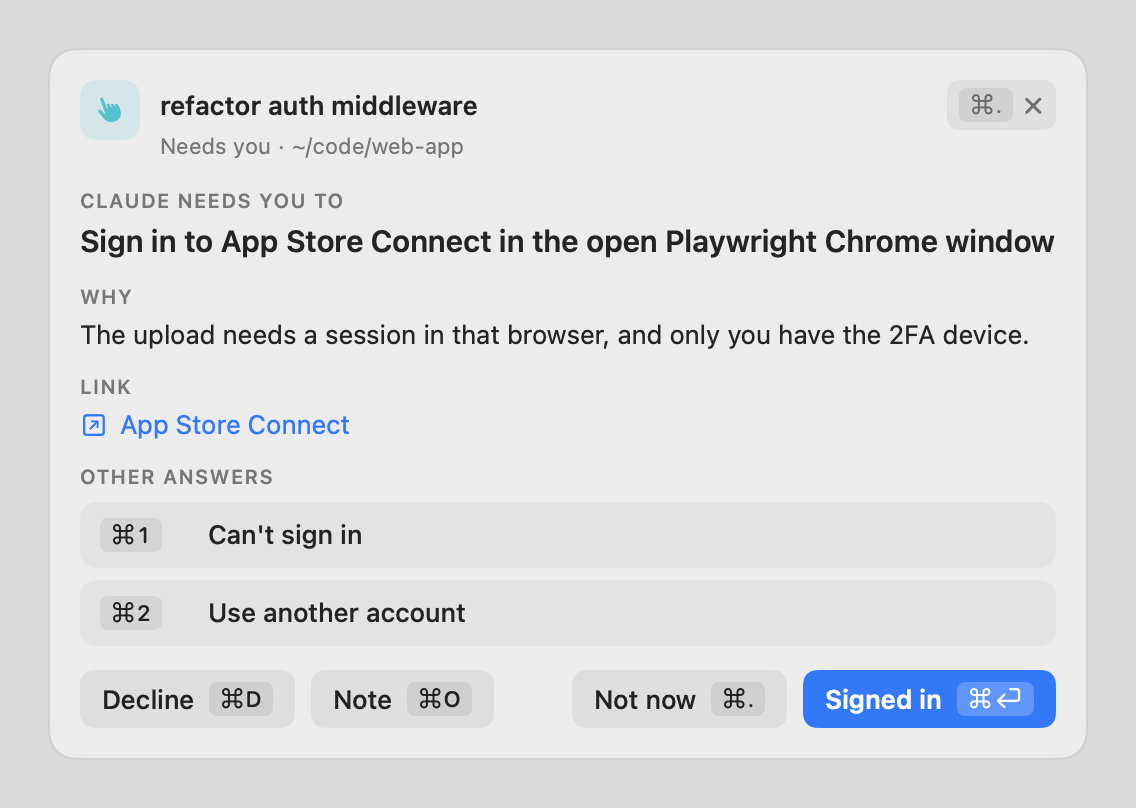 refactor auth middleware
⌘.
Needs you · ~/code/web-app
CLAUDE NEEDS YOU TO
Sign in to App Store Connect in the open Playwright Chrome window
WHY
The upload needs a session in that browser, and only you have the 2FA device.
LINK
App Store Connect
OTHER ANSWERS
⌘1 Can't sign in
⌘2 Use another account
Decline ⌘D Note ⌘O Not now ⌘. Signed in ⌘↩